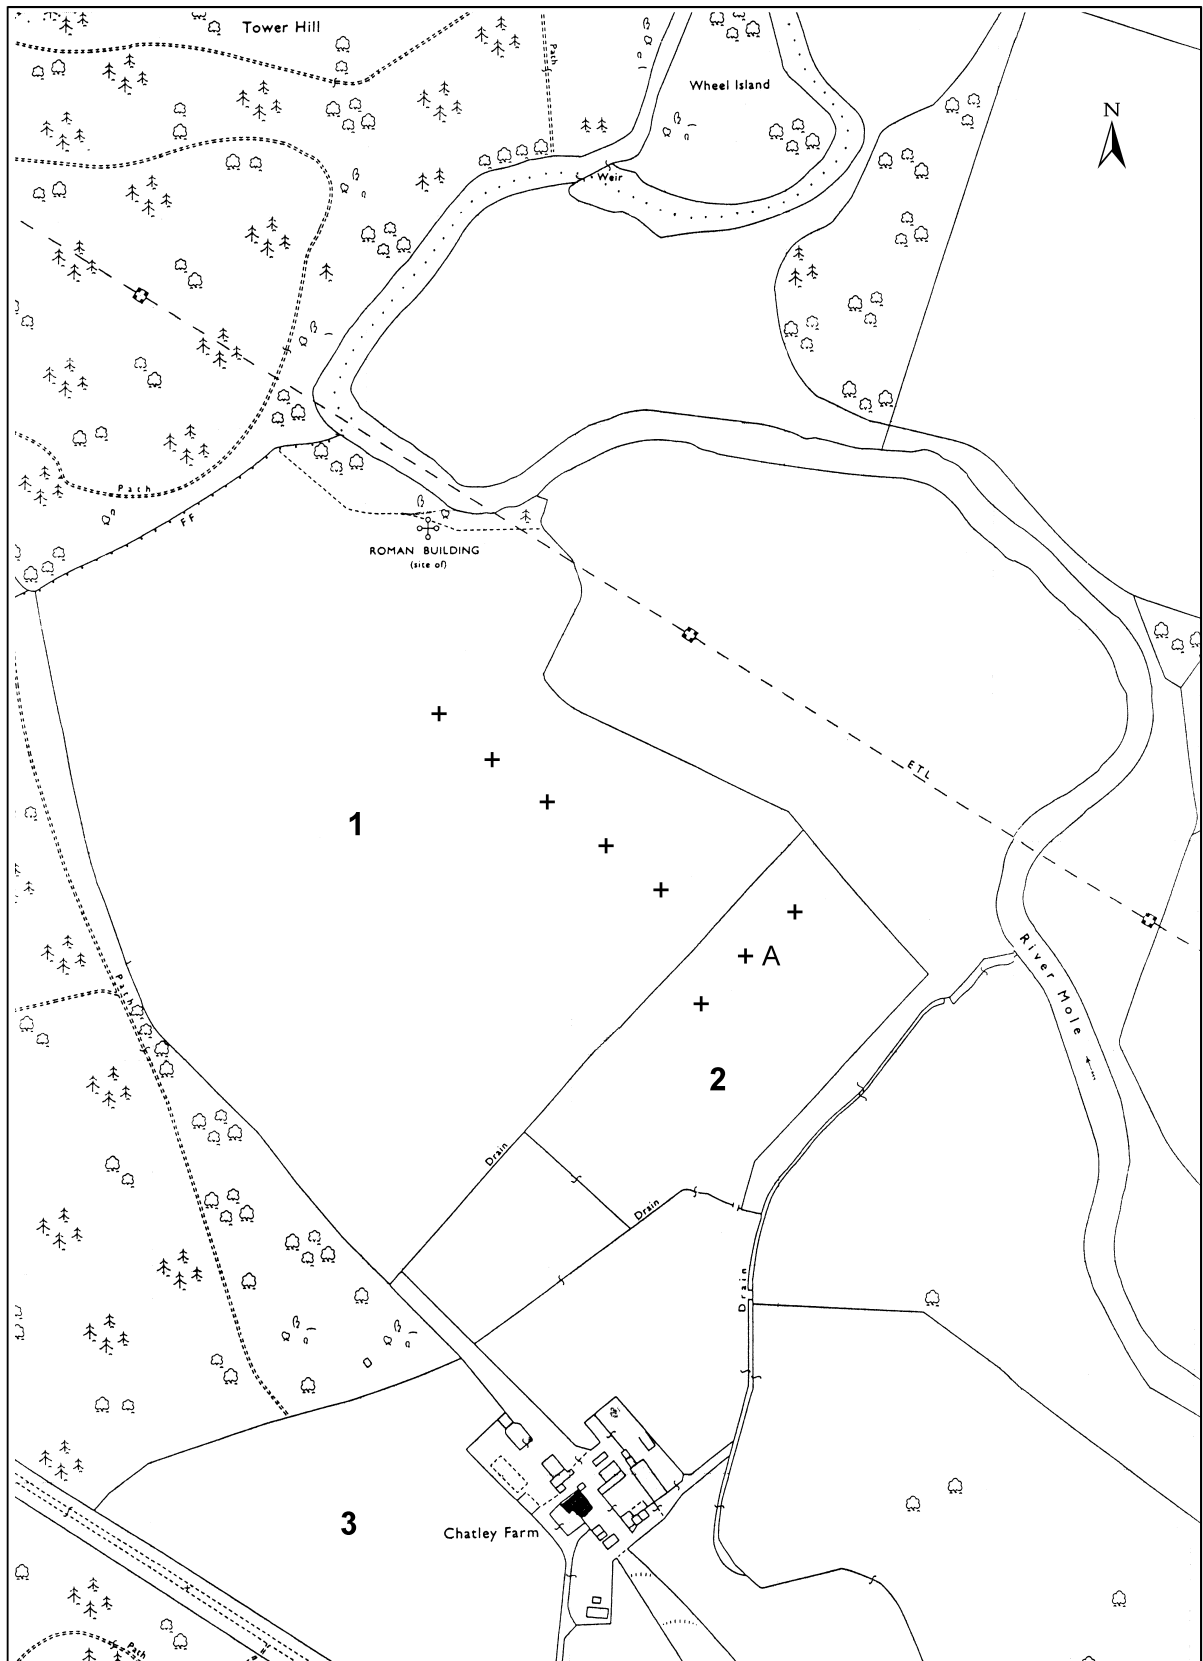 Tower Hill
Path
Wheel Island
N
Weir
Path
FF
ROMAN BUILDING
(site of)
ETL
1
A
River Mole
Path
2
Drain
Drain
Drain
3
Chatley Farm
Path